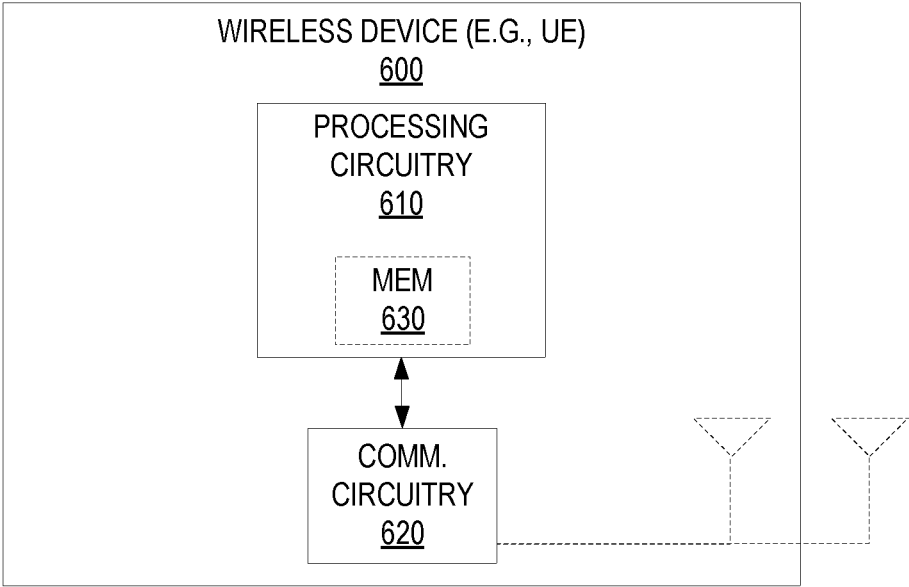 WIRELESS DEVICE (E.G., UE)
600
PROCESSING
CIRCUITRY
610
MEM
630
COMM.
CIRCUITRY
620